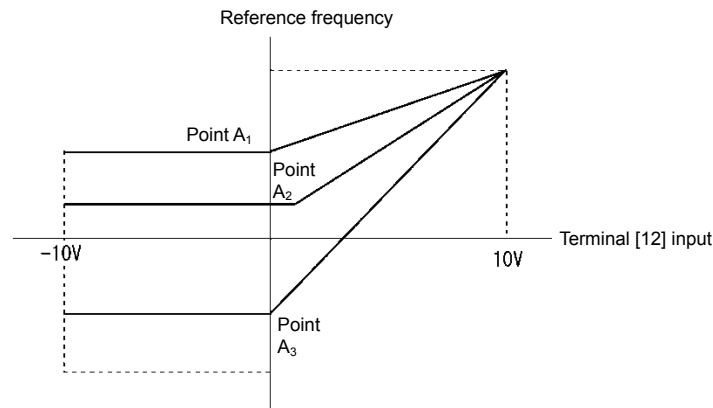 Reference frequency
Point A₁
Point
A₂
−10V
10V
Terminal [12] input
Point
A₃